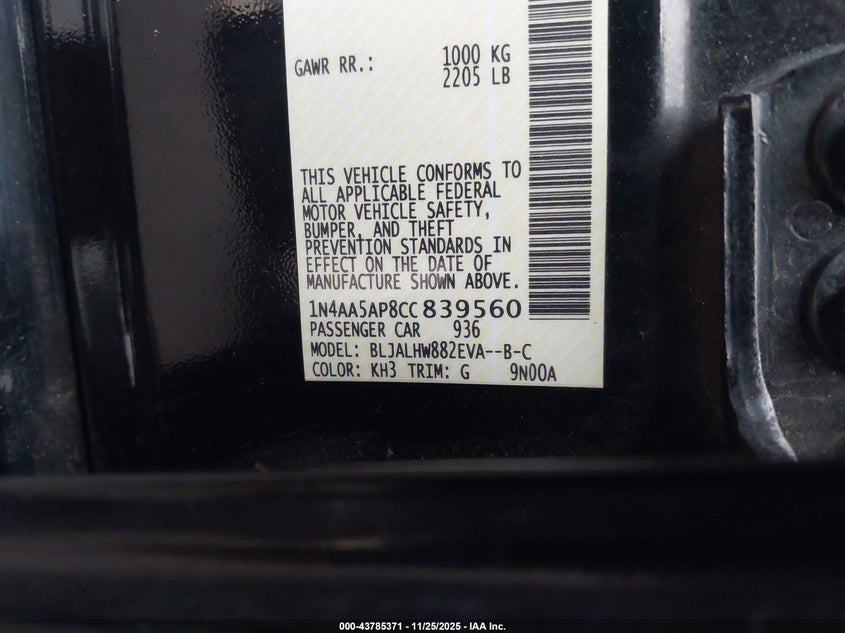 GAWR RR.: 1000 KG
2205 LB
THIS VEHICLE CONFORMS TO
ALL APPLICABLE FEDERAL
MOTOR VEHICLE SAFETY,
BUMPER, AND THEFT
PREVENTION STANDARDS IN
EFFECT ON THE DATE OF
MANUFACTURE SHOWN ABOVE.
1N4AA5AP8CC839560
PASSENGER CAR 936
MODEL: BLJALHW882EVA--B-C
COLOR: KH3 TRIM: G 9N00A
000-43785371 - 11/25/2025 - IAA Inc.